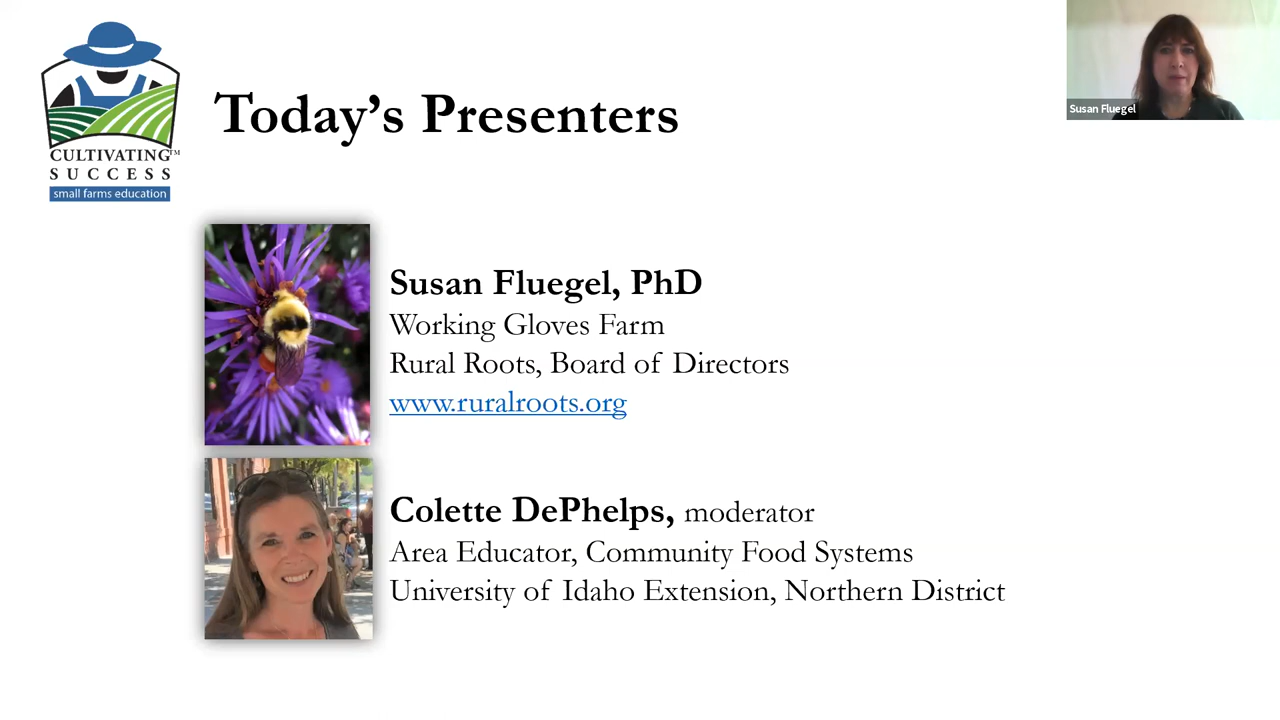 CULTIVATING™
SUCCESS
small farms education
Today’s Presenters
Susan Fluegel
Susan Fluegel, PhD
Working Gloves Farm
Rural Roots, Board of Directors
www.ruralroots.org
Colette DePhelps, moderator
Area Educator, Community Food Systems
University of Idaho Extension, Northern District